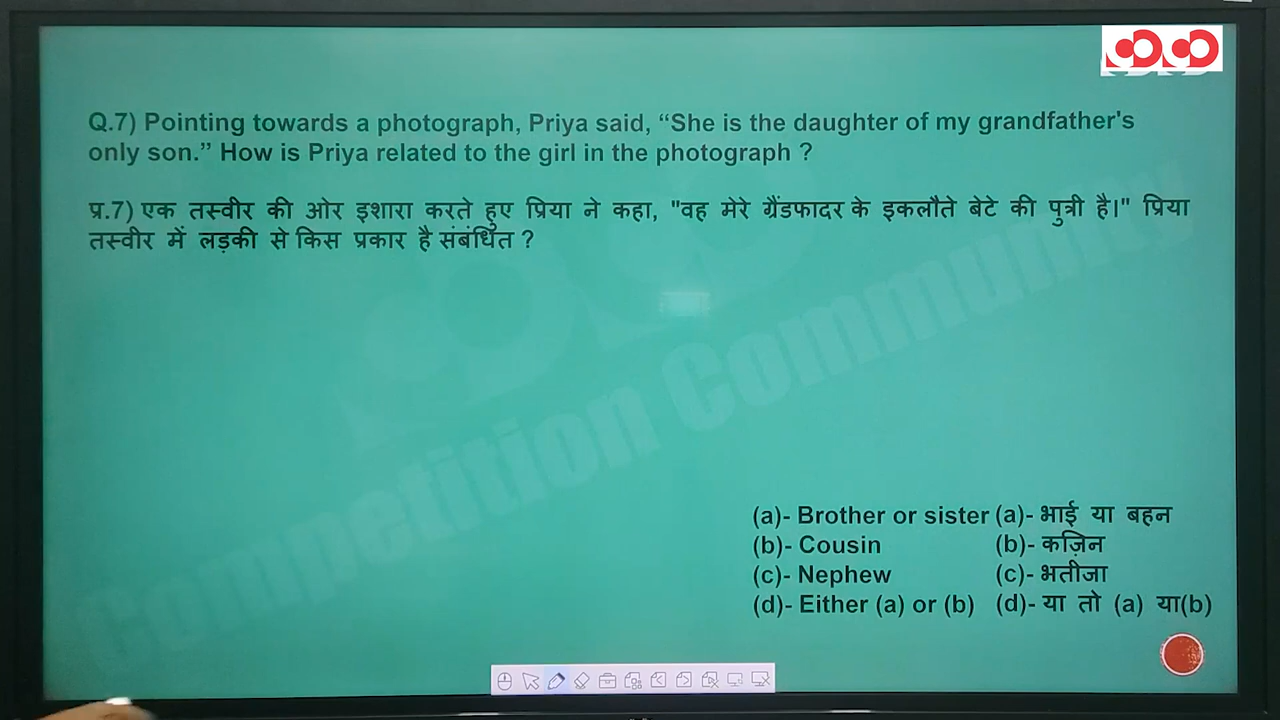 Q.7) Pointing towards a photograph, Priya said, “She is the daughter of my grandfather's
only son.” How is Priya related to the girl in the photograph ?
प्र.7) एक तस्वीर की ओर इशारा करते हुए प्रिया ने कहा, "वह मेरे ग्रैंडफादर के इकलौते बेटे की पुत्री है।" प्रिया
तस्वीर में लड़की से किस प्रकार है संबंधित ?
Competition Community
(a)- Brother or sister (a)- भाई या बहन
(b)- Cousin (b)- कज़िन
(c)- Nephew (c)- भतीजा
(d)- Either (a) or (b) (d)- या तो (a) या(b)